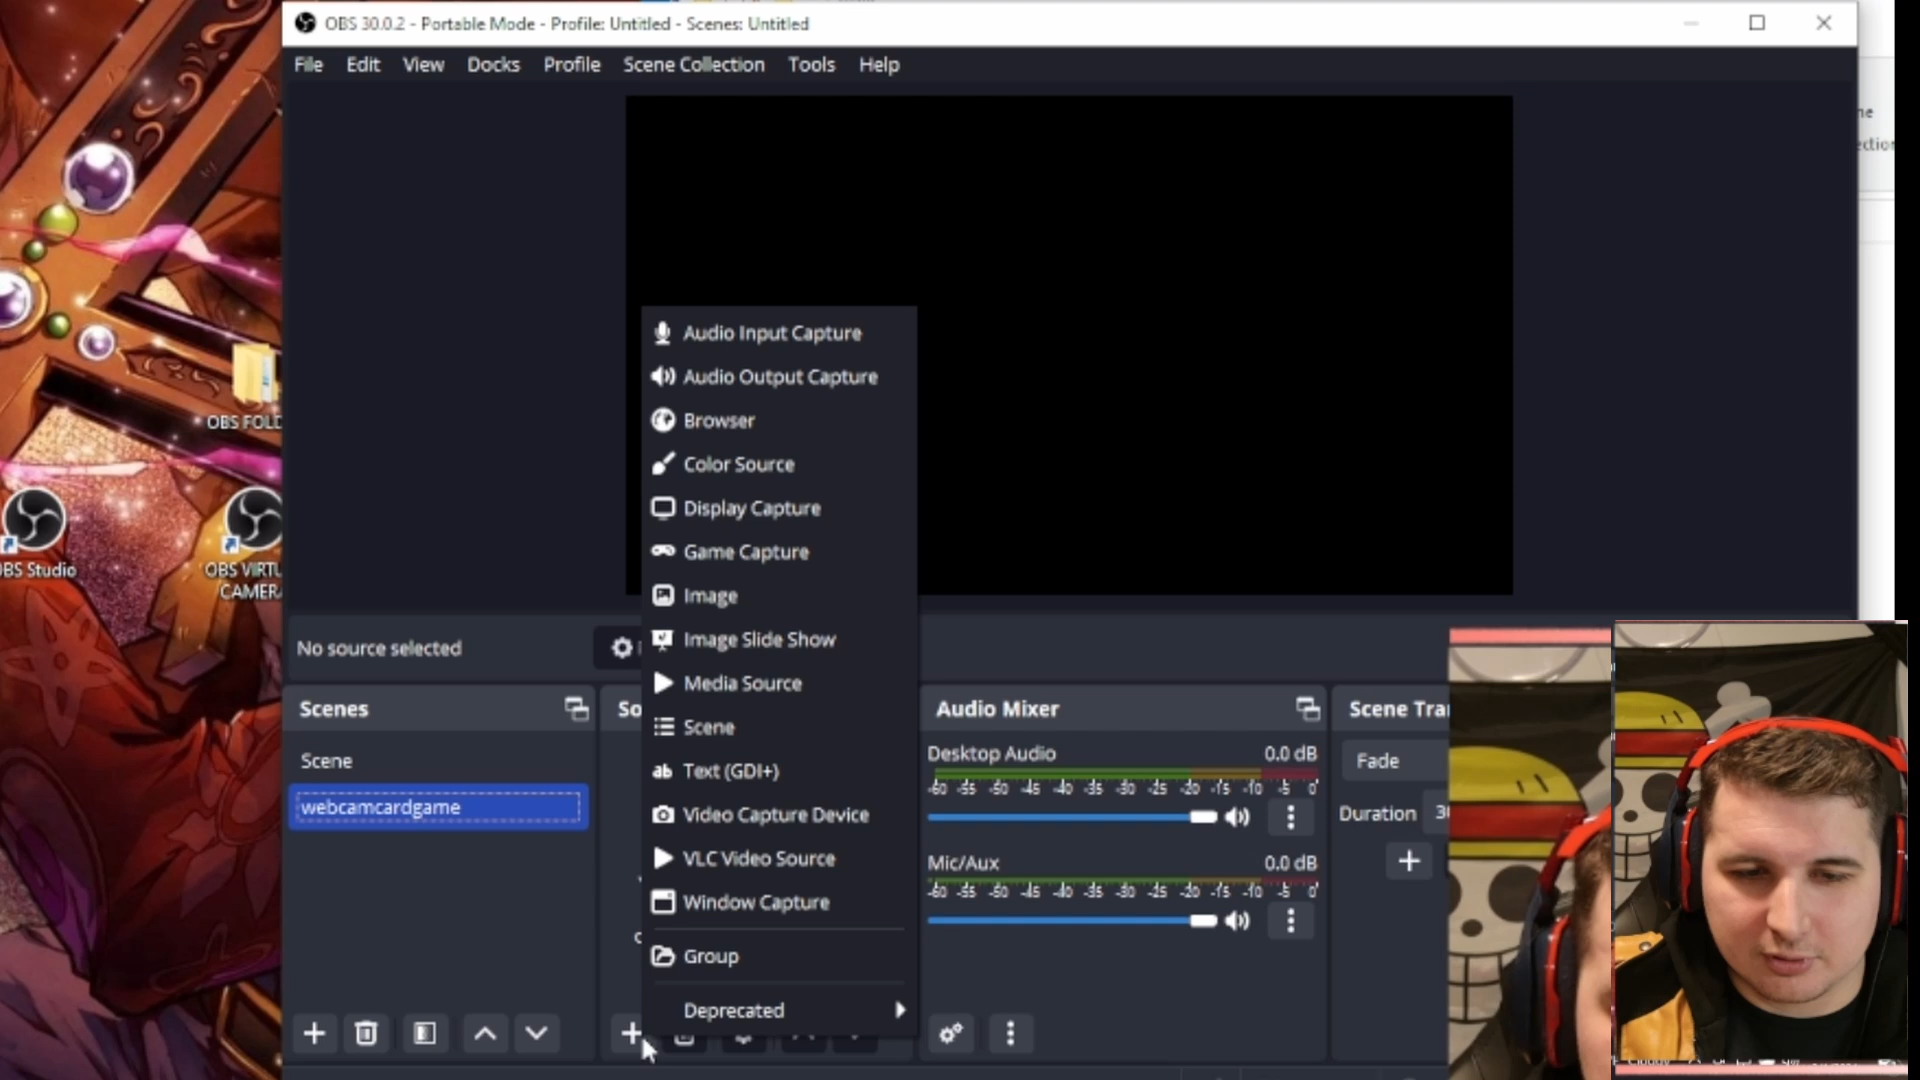 OBS 30.0.2 - Portable Mode - Profile: Untitled - Scenes: Untitled
File Edit View Docks Profile Scene Collection Tools Help
Audio Input Capture
Audio Output Capture
Browser
Color Source
Display Capture
Game Capture
Image
Image Slide Show
Media Source
Scene
ab Text (GDI+)
Video Capture Device
VLC Video Source
Window Capture
Group
Deprecated
OBS FOLD
OBS Studio
OBS VIRTU
CAMERA
No source selected
Scenes
Scene
webcamcardgame
So
Audio Mixer
Desktop Audio 0.0 dB
-60 -55 -50 -45 -40 -35 -30 -25 -20 -15 -10 -5 0
Mic/Aux 0.0 dB
-60 -55 -50 -45 -40 -35 -30 -25 -20 -15 -10 -5 0
Scene Tra
Fade
Duration 30